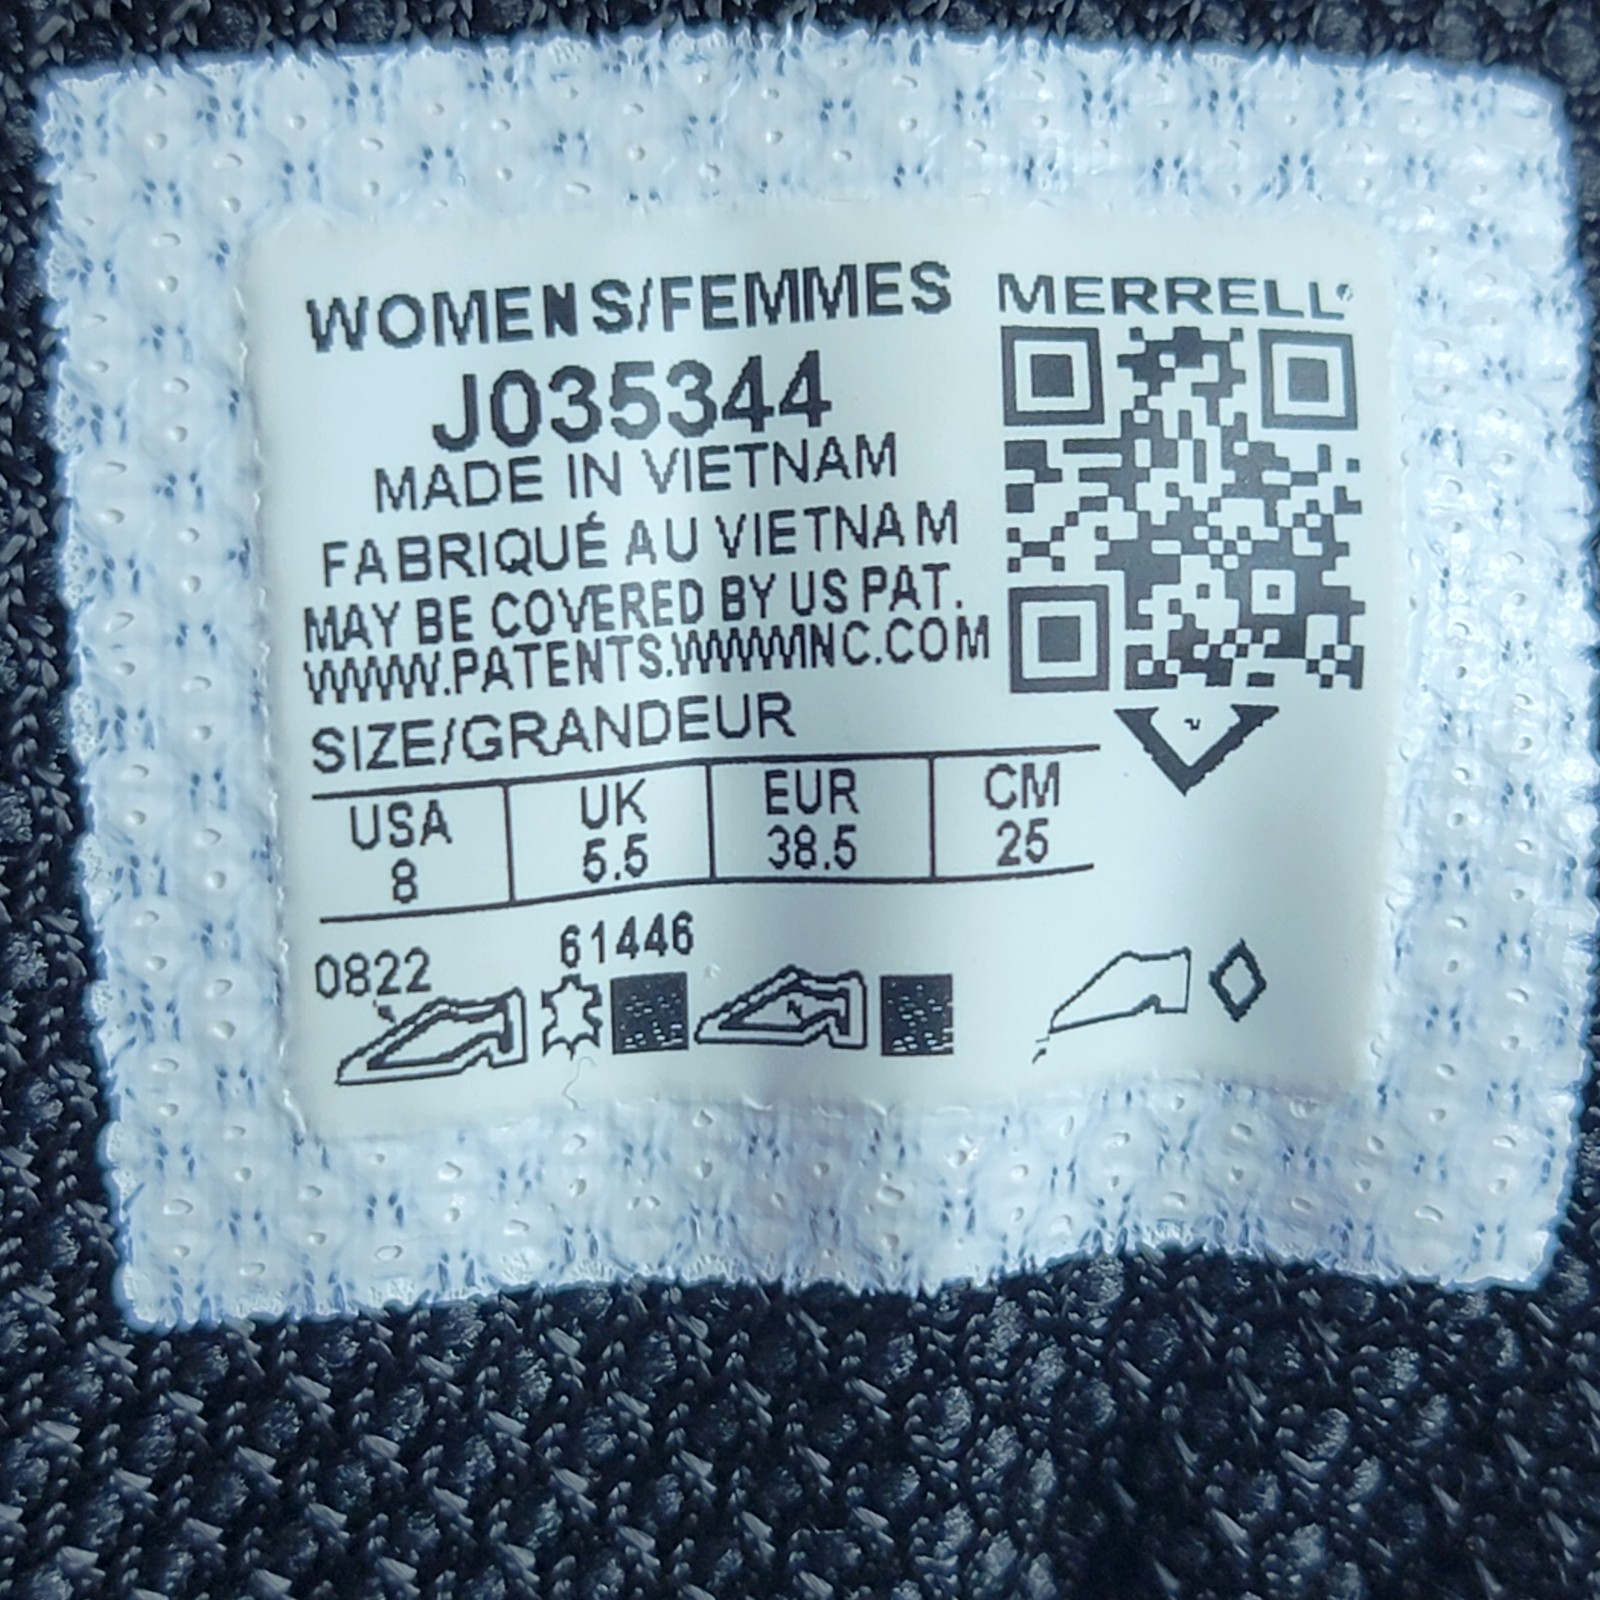 WOMENS/FEMMES
MERRELL
J035344
MADE IN VIETNAM
FABRIQUÉ AU VIETNAM
MAY BE COVERED BY US PAT.
WWW.PATENTS.WWWINC.COM
SIZE/GRANDEUR
USA UK EUR CM
8 5.5 38.5 25
0822 61446